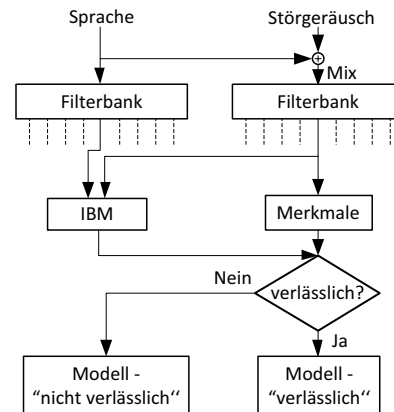 Sprache
Störgeräusch
+
Mix
Filterbank
Filterbank
IBM
Merkmale
Nein
verlässlich?
Ja
Modell -
“nicht verlässlich‘‘
Modell -
“verlässlich‘‘